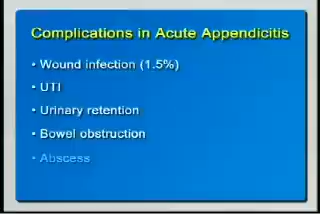 Complications in Acute Appendicitis
• Wound infection (1.5%)
• UTI
• Urinary retention
• Bowel obstruction
• Abscess